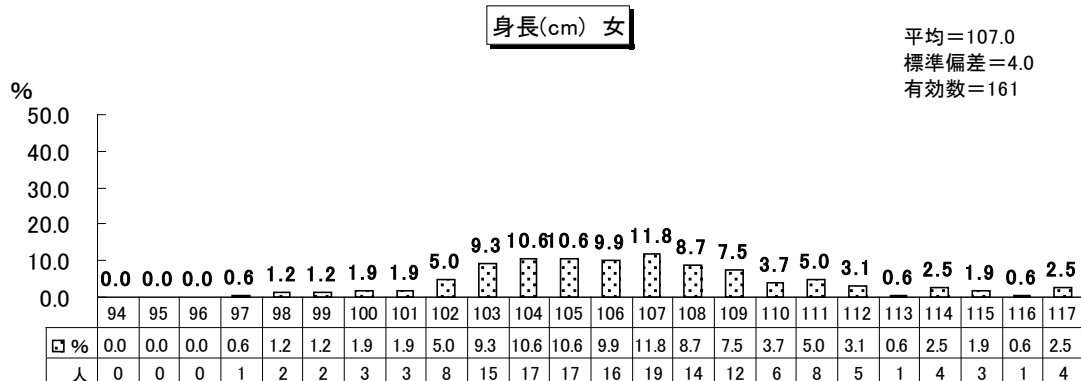 身長(cm) 女
平均＝107.0
標準偏差＝4.0
有効数＝161
%
50.0
40.0
30.0
20.0
10.0
0.0
0.0 0.0 0.0 0.6 1.2 1.2 1.9 1.9 5.0 9.3 10.6 10.6 9.9 11.8 8.7 7.5 3.7 5.0 3.1 0.6 2.5 1.9 0.6 2.5
94 95 96 97 98 99 100 101 102 103 104 105 106 107 108 109 110 111 112 113 114 115 116 117
% 0.0 0.0 0.0 0.6 1.2 1.2 1.9 1.9 5.0 9.3 10.6 10.6 9.9 11.8 8.7 7.5 3.7 5.0 3.1 0.6 2.5 1.9 0.6 2.5
人 0 0 0 1 2 2 3 3 8 15 17 17 16 19 14 12 6 8 5 1 4 3 1 4